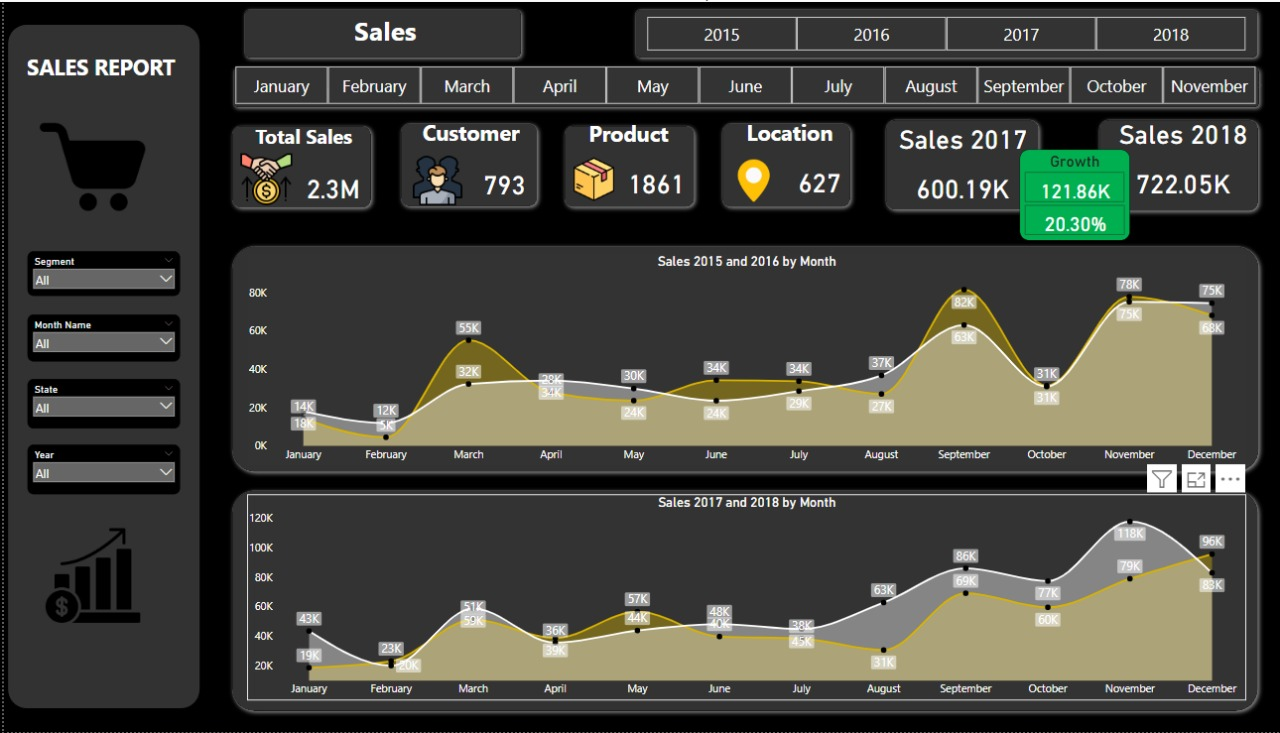 SALES REPORT
Sales
2015 2016 2017 2018
January February March April May June July August September October November
Total Sales
2.3M
Customer
793
Product
1861
Location
627
Sales 2017
600.19K
Growth
121.86K
20.30%
Sales 2018
722.05K
Segment
All
Month Name
All
State
All
Year
All
Sales 2015 and 2016 by Month
80K
60K
40K
20K
0K
14K 12K 55K 28K 30K 34K 34K 37K 82K 31K 78K 75K
18K 5K 32K 34K 24K 24K 29K 27K 63K 31K 75K 68K
January February March April May June July August September October November December
Sales 2017 and 2018 by Month
120K
100K
80K
60K
40K
20K
43K 23K 51K 36K 57K 48K 38K 63K 86K 77K 118K 96K
19K 20K 59K 39K 44K 40K 45K 31K 69K 60K 79K 83K
January February March April May June July August September October November December